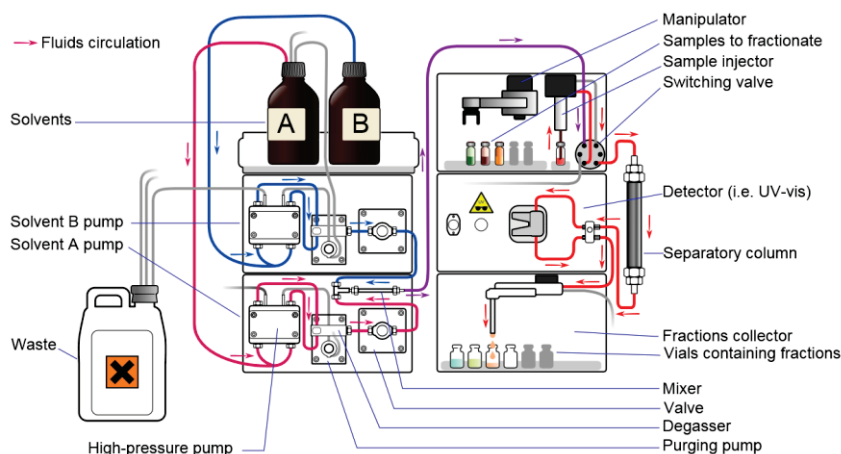 Fluids circulation
Solvents
A
B
Solvent B pump
Solvent A pump
Waste
High-pressure pump
Manipulator
Samples to fractionate
Sample injector
Switching valve
Detector (i.e. UV-vis)
Separatory column
Fractions collector
Vials containing fractions
Mixer
Valve
Degasser
Purging pump